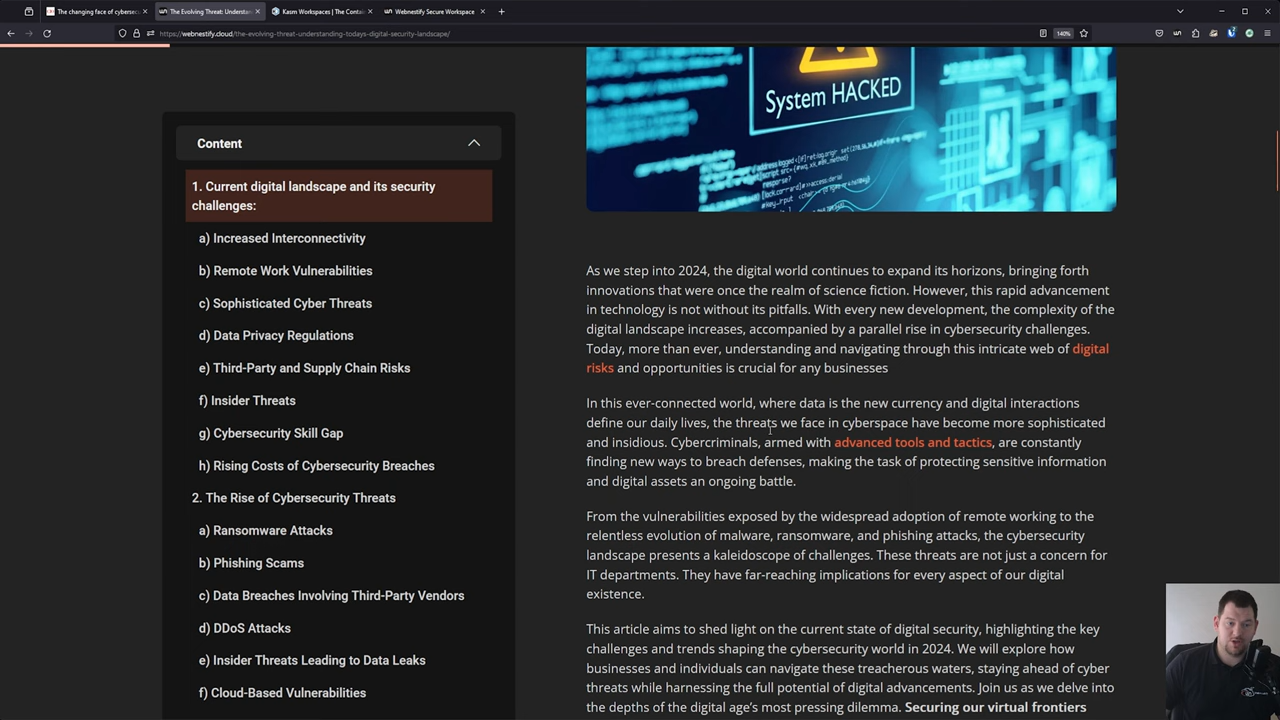 The changing face of cybersec
The Evolving Threat: Understan
Kasm Workspaces | The Contai
Webnestify Secure Workspace
https://webnestify.cloud/the-evolving-threat-understanding-todays-digital-security-landscape/
140%
Content
1. Current digital landscape and its security
challenges:
a) Increased Interconnectivity
b) Remote Work Vulnerabilities
c) Sophisticated Cyber Threats
d) Data Privacy Regulations
e) Third-Party and Supply Chain Risks
f) Insider Threats
g) Cybersecurity Skill Gap
h) Rising Costs of Cybersecurity Breaches
2. The Rise of Cybersecurity Threats
a) Ransomware Attacks
b) Phishing Scams
c) Data Breaches Involving Third-Party Vendors
d) DDoS Attacks
e) Insider Threats Leading to Data Leaks
f) Cloud-Based Vulnerabilities
System HACKED
As we step into 2024, the digital world continues to expand its horizons, bringing forth
innovations that were once the realm of science fiction. However, this rapid advancement
in technology is not without its pitfalls. With every new development, the complexity of the
digital landscape increases, accompanied by a parallel rise in cybersecurity challenges.
Today, more than ever, understanding and navigating through this intricate web of digital
risks and opportunities is crucial for any businesses
In this ever-connected world, where data is the new currency and digital interactions
define our daily lives, the threats we face in cyberspace have become more sophisticated
and insidious. Cybercriminals, armed with advanced tools and tactics, are constantly
finding new ways to breach defenses, making the task of protecting sensitive information
and digital assets an ongoing battle.
From the vulnerabilities exposed by the widespread adoption of remote working to the
relentless evolution of malware, ransomware, and phishing attacks, the cybersecurity
landscape presents a kaleidoscope of challenges. These threats are not just a concern for
IT departments. They have far-reaching implications for every aspect of our digital
existence.
This article aims to shed light on the current state of digital security, highlighting the key
challenges and trends shaping the cybersecurity world in 2024. We will explore how
businesses and individuals can navigate these treacherous waters, staying ahead of cyber
threats while harnessing the full potential of digital advancements. Join us as we delve into
the depths of the digital age's most pressing dilemma. Securing our virtual frontiers